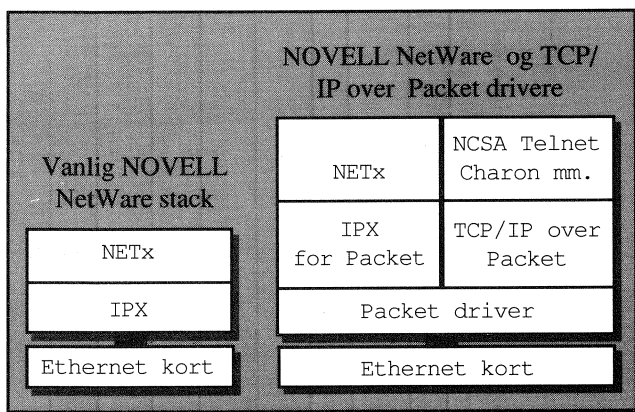 Vanlig NOVELL
NetWare stack
NETx
IPX
Ethernet kort
NOVELL NetWare og TCP/
IP over Packet drivere
NETx
NCSA Telnet
Charon mm.
IPX
for Packet
TCP/IP over
Packet
Packet driver
Ethernet kort